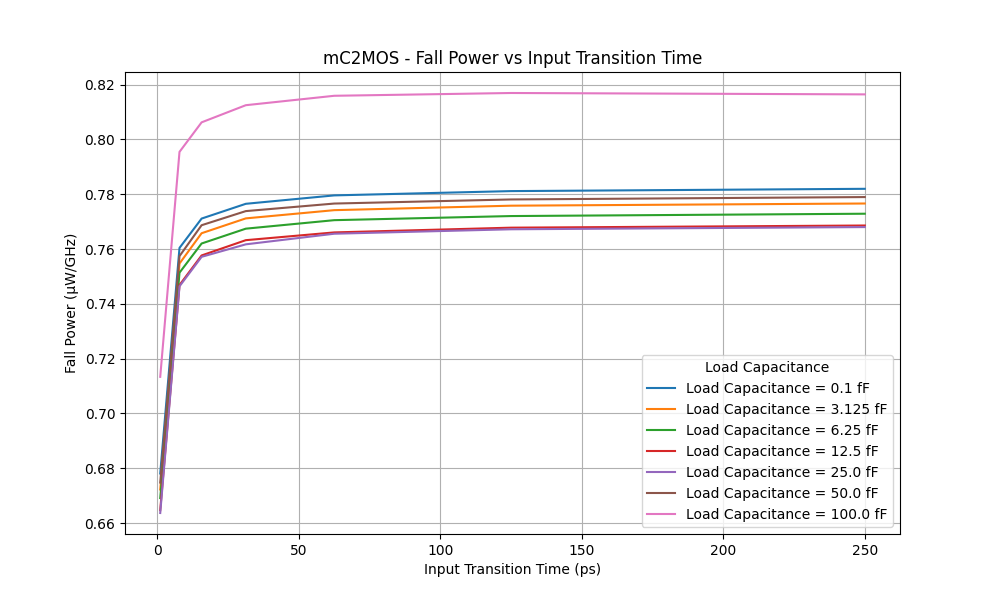 mC2MOS - Fall Power vs Input Transition Time
Fall Power (μW/GHz)
0.82
0.80
0.78
0.76
0.74
0.72
0.70
0.68
0.66
Load Capacitance
Load Capacitance = 0.1 fF
Load Capacitance = 3.125 fF
Load Capacitance = 6.25 fF
Load Capacitance = 12.5 fF
Load Capacitance = 25.0 fF
Load Capacitance = 50.0 fF
Load Capacitance = 100.0 fF
0 50 100 150 200 250
Input Transition Time (ps)